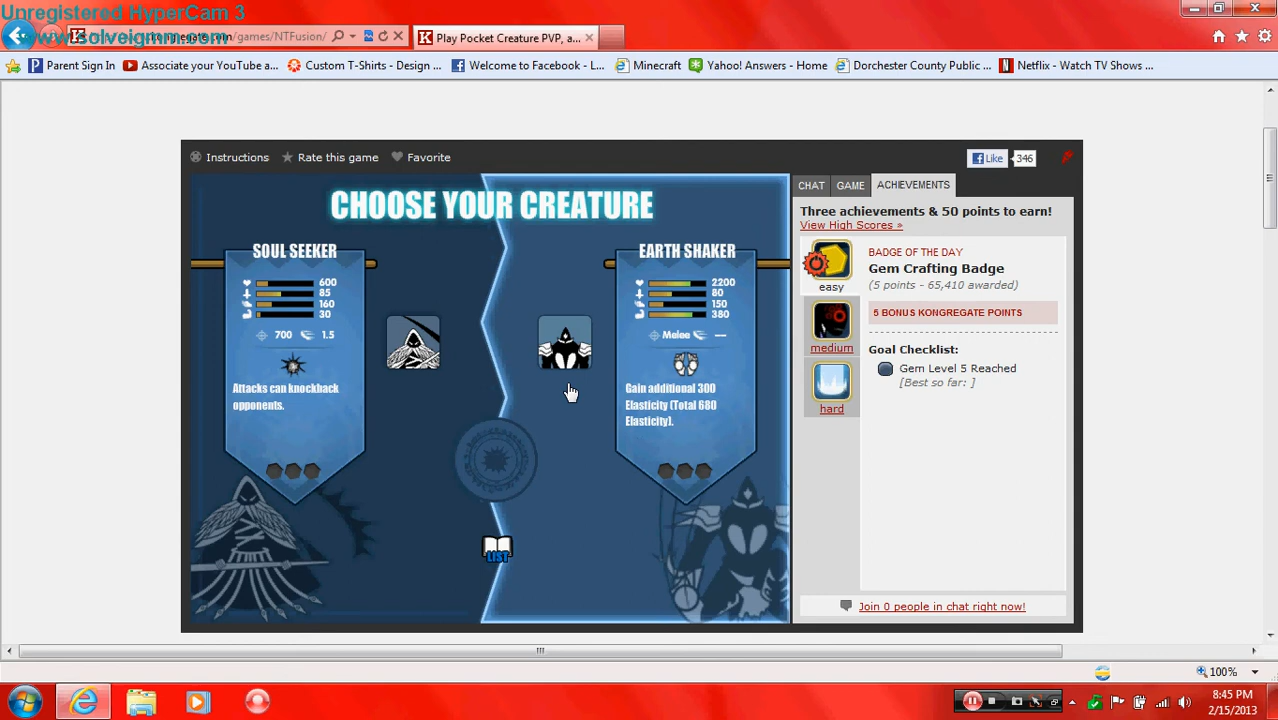 Unregistered HyperCam 3
www.solveigmm.com
/games/NTFusion/
Play Pocket Creature PVP, a...
Parent Sign In
Associate your YouTube a...
Custom T-Shirts - Design ...
Welcome to Facebook - L...
Minecraft
Yahoo! Answers - Home
Dorchester County Public ...
Netflix - Watch TV Shows ...
Instructions
Rate this game
Favorite
Like
346
CHOOSE YOUR CREATURE
SOUL SEEKER
600
85
160
30
700
1.5
Attacks can knockback
opponents.
EARTH SHAKER
2200
80
150
380
Melee
—
Gain additional 300
Elasticity (Total 680
Elasticity).
LIST
CHAT
GAME
ACHIEVEMENTS
Three achievements & 50 points to earn!
View High Scores »
easy
medium
hard
BADGE OF THE DAY
Gem Crafting Badge
(5 points - 65,410 awarded)
5 BONUS KONGREGATE POINTS
Goal Checklist:
Gem Level 5 Reached
[Best so far: ]
Join 0 people in chat right now!
100%
8:45 PM
2/15/2013